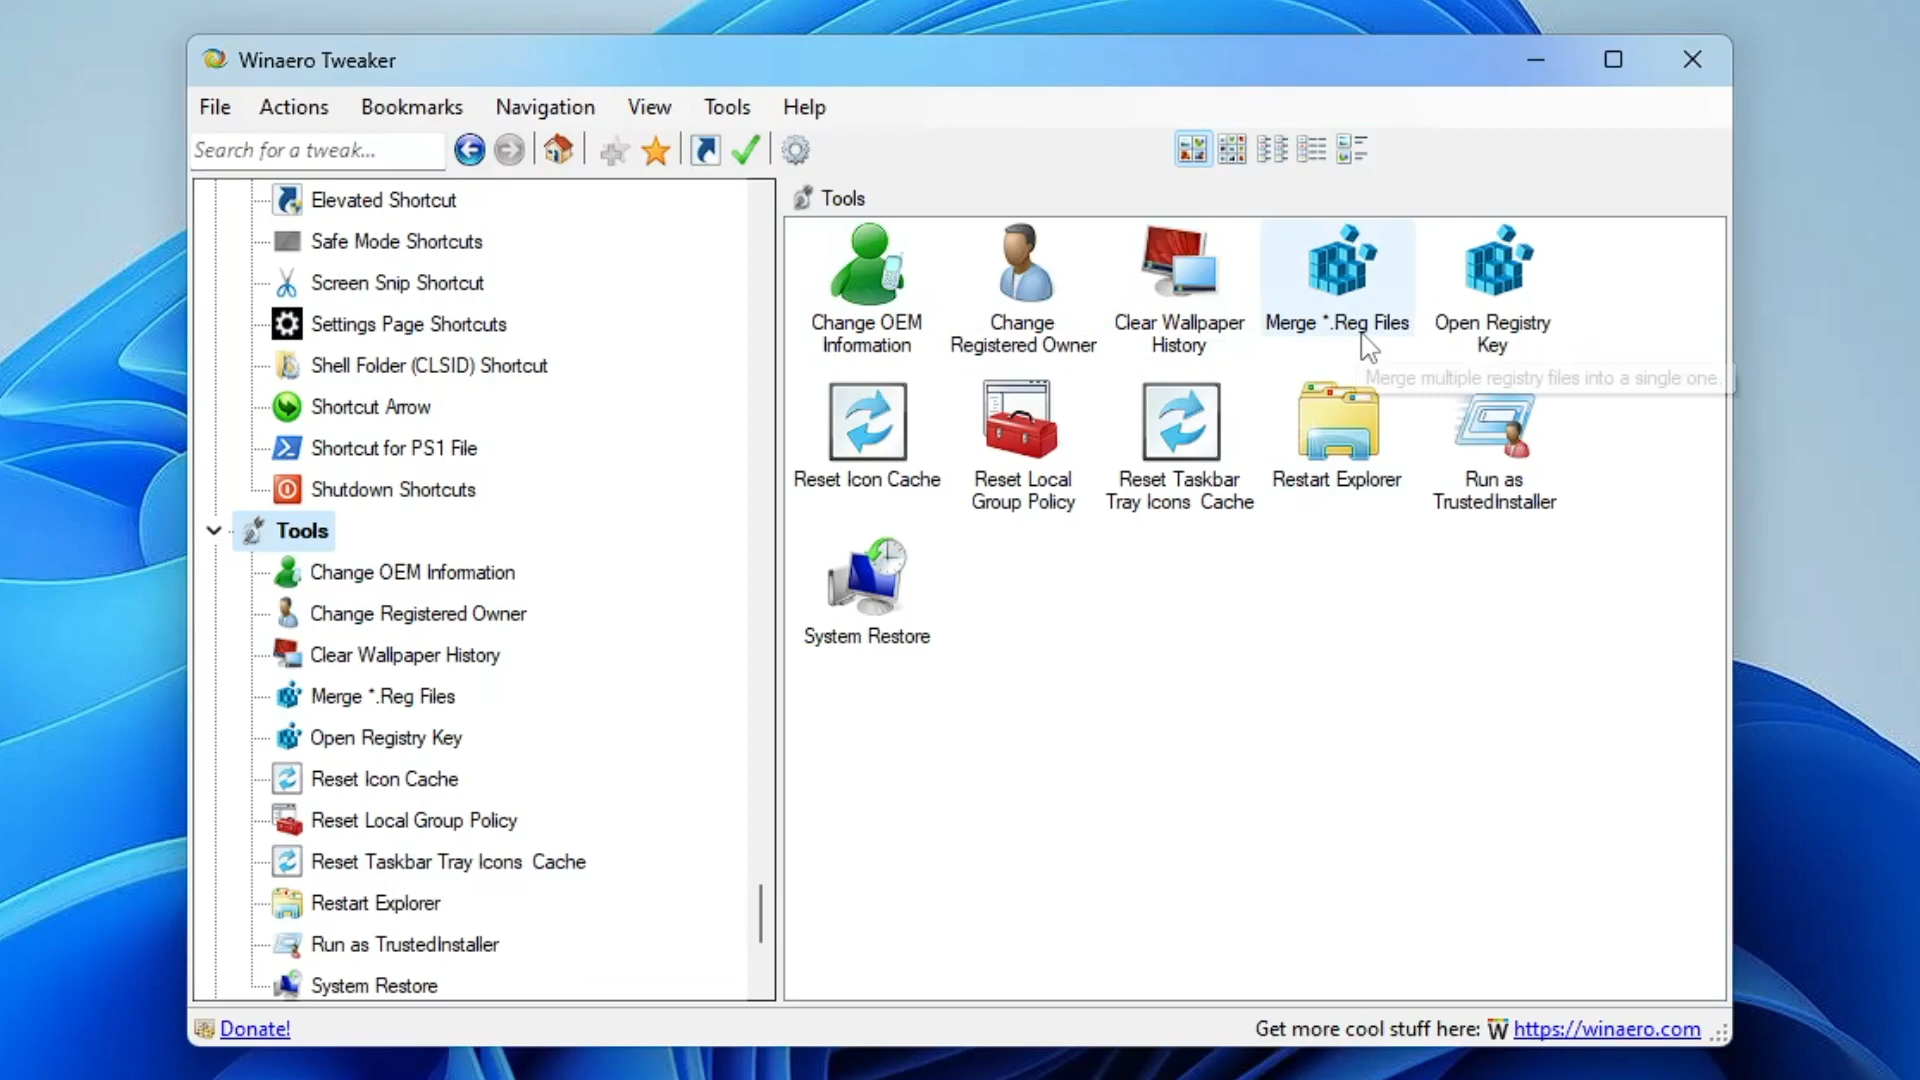 Winaero Tweaker
File Actions Bookmarks Navigation View Tools Help
Search for a tweak...
Elevated Shortcut
Safe Mode Shortcuts
Screen Snip Shortcut
Settings Page Shortcuts
Shell Folder (CLSID) Shortcut
Shortcut Arrow
Shortcut for PS1 File
Shutdown Shortcuts
Tools
Change OEM Information
Change Registered Owner
Clear Wallpaper History
Merge *.Reg Files
Open Registry Key
Reset Icon Cache
Reset Local Group Policy
Reset Taskbar Tray Icons  Cache
Restart Explorer
Run as TrustedInstaller
System Restore
Tools
Change OEM
Information
Change
Registered Owner
Clear Wallpaper
History
Merge *.Reg Files
Open Registry
Key
Merge multiple registry files into a single one.
Reset Icon Cache
Reset Local
Group Policy
Reset Taskbar
Tray Icons  Cache
Restart Explorer
Run as
TrustedInstaller
System Restore
Donate!
Get more cool stuff here: W https://winaero.com